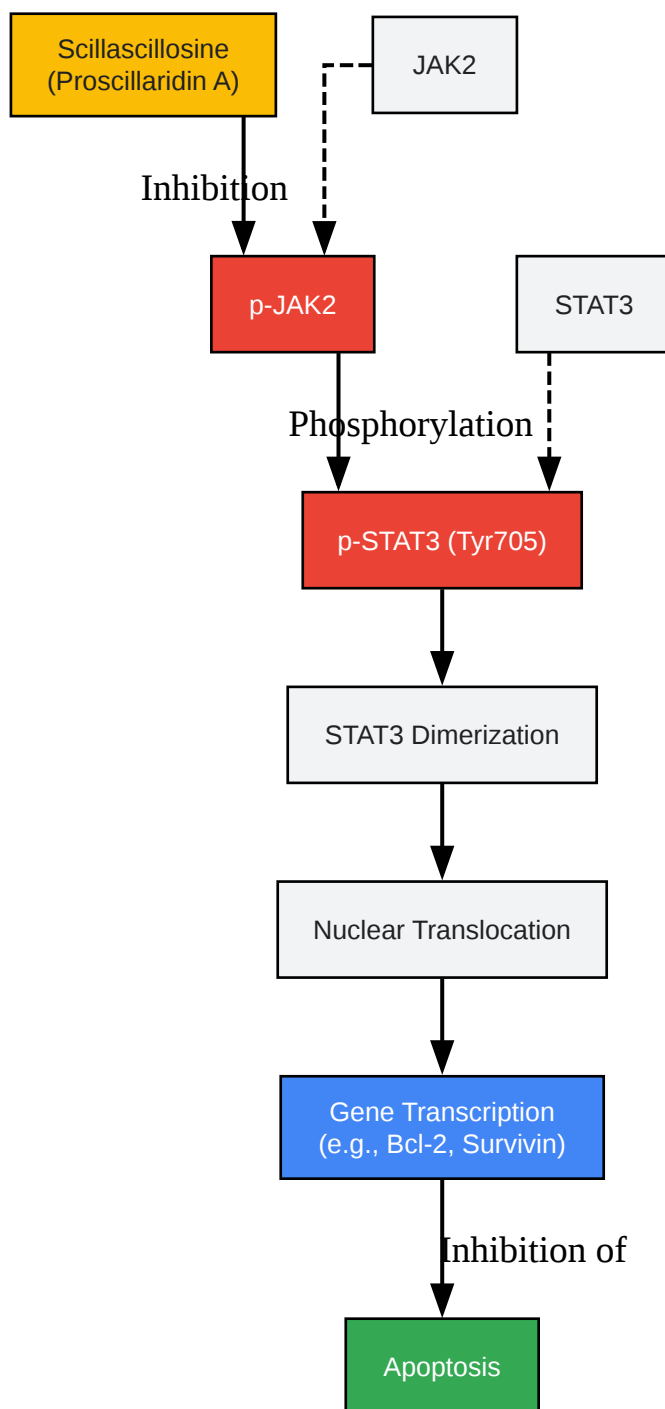 Scillascillosine
(Proscillaridin A)
JAK2
Inhibition
p-JAK2
STAT3
Phosphorylation
p-STAT3 (Tyr705)
STAT3 Dimerization
Nuclear Translocation
Gene Transcription
(e.g., Bcl-2, Survivin)
Inhibition of
Apoptosis